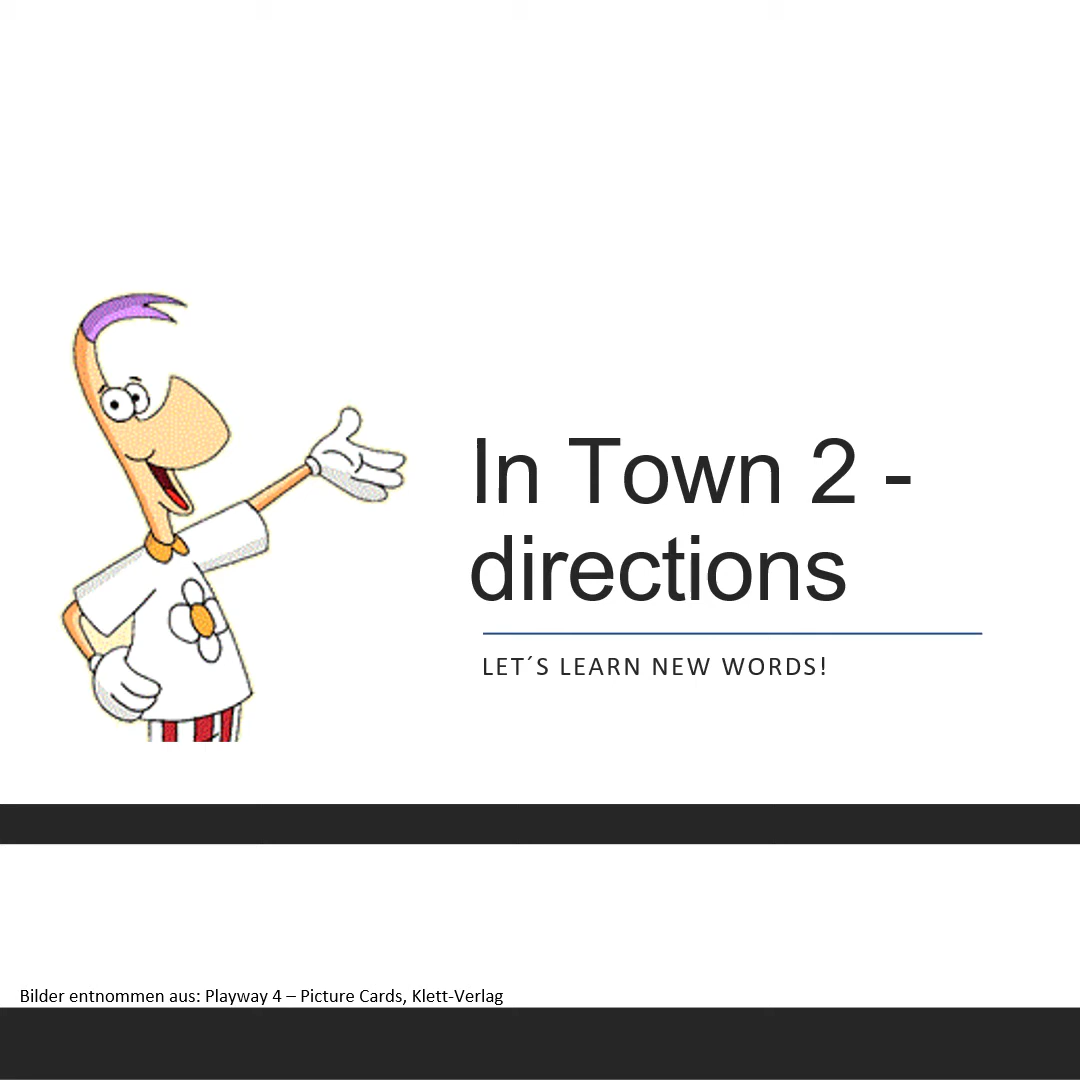 In Town 2 -
directions
LET´S LEARN NEW WORDS!
Bilder entnommen aus: Playway 4 – Picture Cards, Klett-Verlag